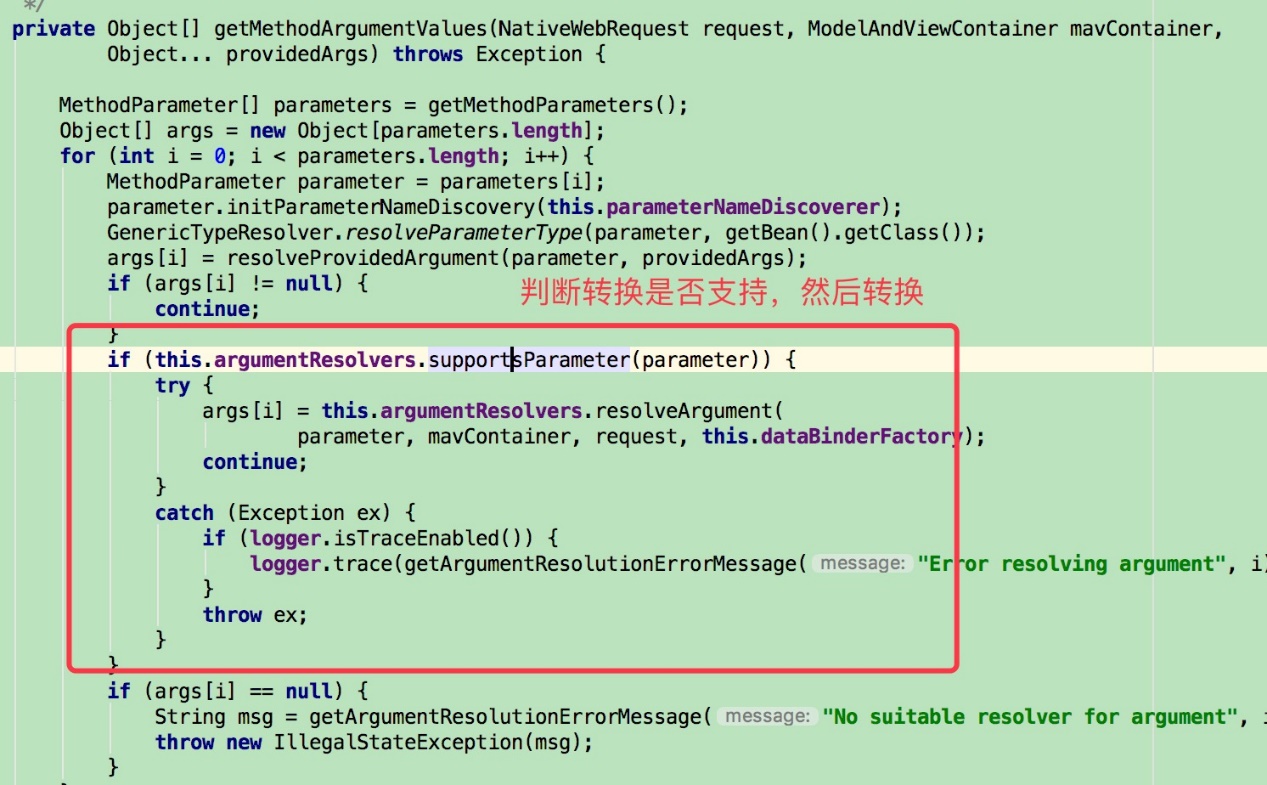 */
private Object[] getMethodArgumentValues(NativeWebRequest request, ModelAndViewContainer mavContainer,
Object... providedArgs) throws Exception {
MethodParameter[] parameters = getMethodParameters();
Object[] args = new Object[parameters.length];
for (int i = 0; i < parameters.length; i++) {
MethodParameter parameter = parameters[i];
parameter.initParameterNameDiscovery(this.parameterNameDiscoverer);
GenericTypeResolver.resolveParameterType(parameter, getBean().getClass());
args[i] = resolveProvidedArgument(parameter, providedArgs);
if (args[i] != null) {
判断转换是否支持，然后转换
continue;
}
if (this.argumentResolvers.supportsParameter(parameter)) {
try {
args[i] = this.argumentResolvers.resolveArgument(
parameter, mavContainer, request, this.dataBinderFactory);
continue;
}
catch (Exception ex) {
if (logger.isTraceEnabled()) {
logger.trace(getArgumentResolutionErrorMessage( message: "Error resolving argument", i)
}
throw ex;
}
}
if (args[i] == null) {
String msg = getArgumentResolutionErrorMessage( message: "No suitable resolver for argument",
throw new IllegalStateException(msg);
}